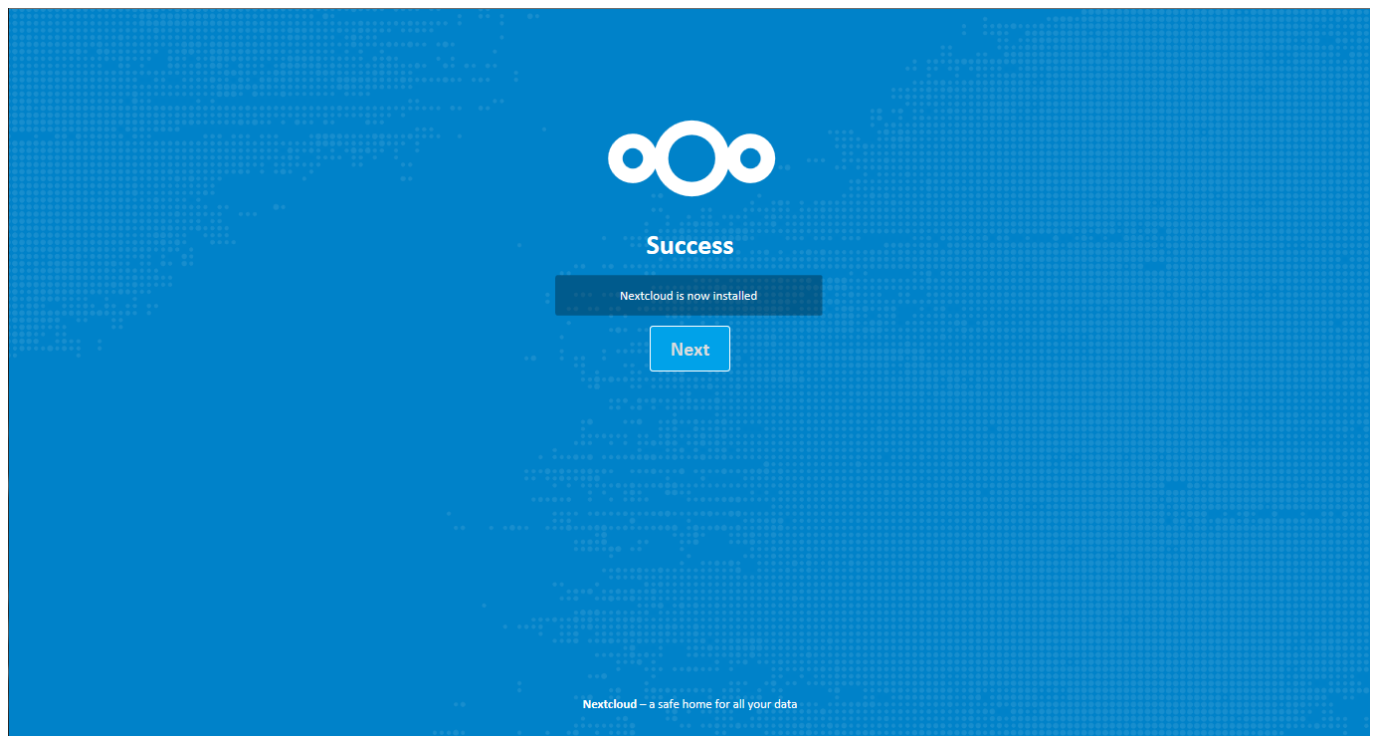 Success
Nextcloud is now installed
Next
Nextcloud – a safe home for all your data